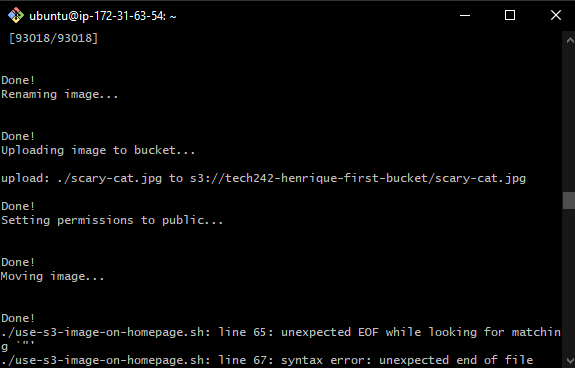 ubuntu@ip-172-31-63-54: ~
[93018/93018]
Done!
Renaming image...
Done!
Uploading image to bucket...
upload: ./scary-cat.jpg to s3://tech242-henrique-first-bucket/scary-cat.jpg
Done!
Setting permissions to public...
Done!
Moving image...
Done!
./use-s3-image-on-homepage.sh: line 65: unexpected EOF while looking for matchin
g `"'
./use-s3-image-on-homepage.sh: line 67: syntax error: unexpected end of file